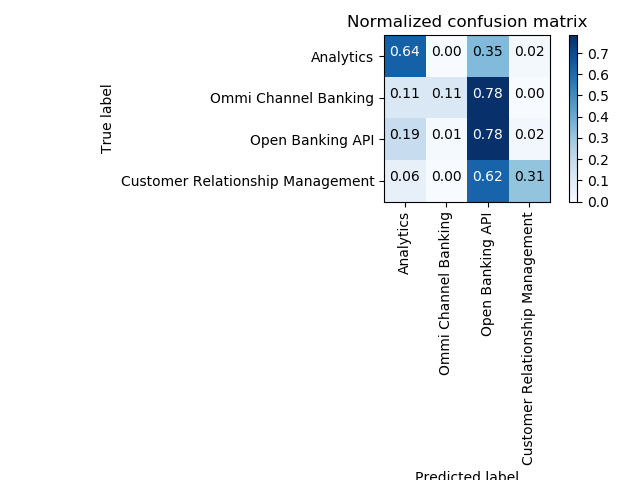 Normalized confusion matrix
True label
Analytics 0.64 0.00 0.35 0.02
Ommi Channel Banking 0.11 0.11 0.78 0.00
Open Banking API 0.19 0.01 0.78 0.02
Customer Relationship Management 0.06 0.00 0.62 0.31
0.7
0.6
0.5
0.4
0.3
0.2
0.1
0.0
Analytics
Ommi Channel Banking
Open Banking API
Customer Relationship Management
Predicted label